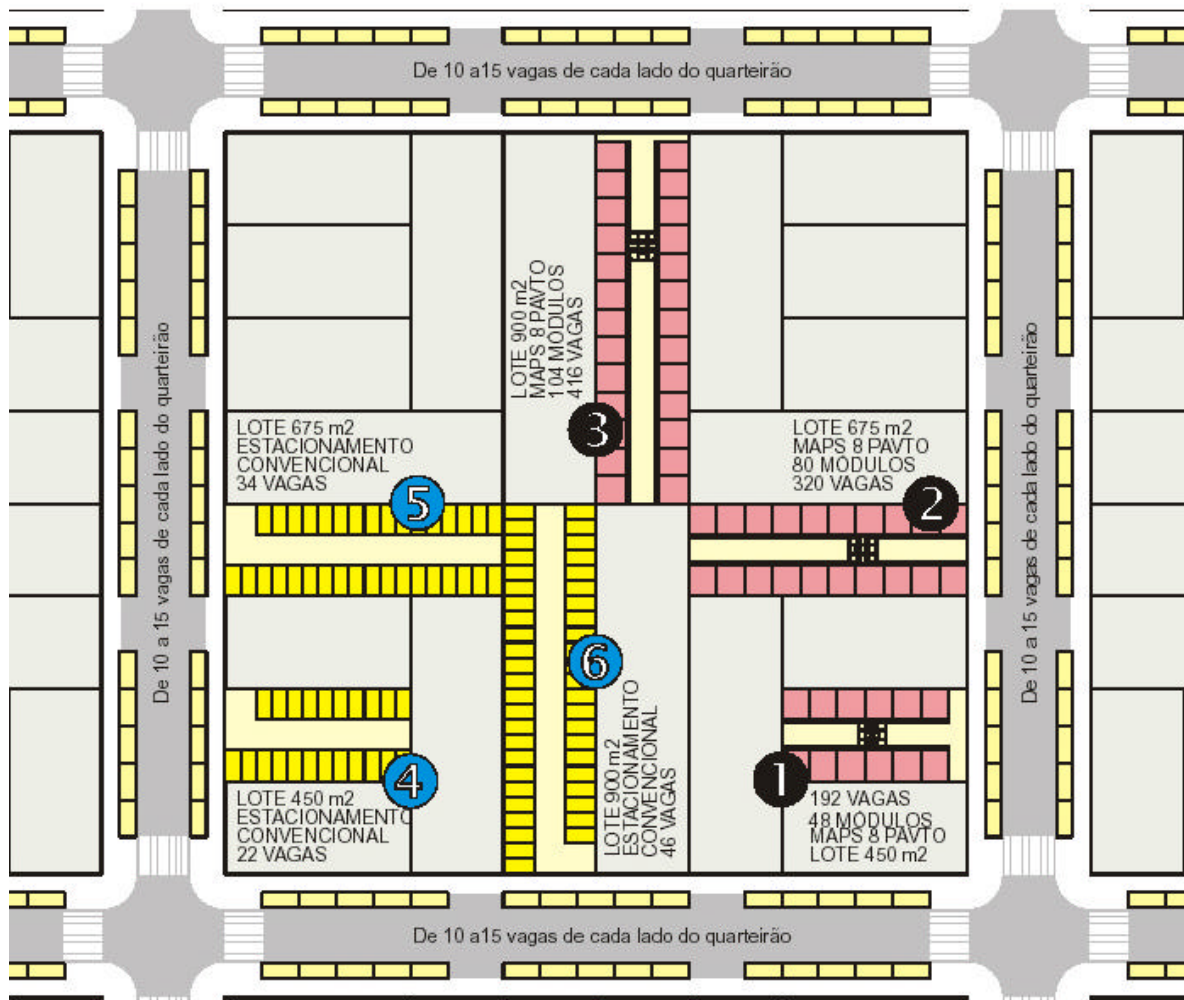 De 10 a15 vagas de cada lado do quarteirão
De 10 a 15 vagas de cada lado do quarteirão
LOTE 900 m2
MAPS 8 PAVTO
104 MÓDULOS
416 VAGAS
3
De 10 a 15 vagas de cada lado do quarteirão
LOTE 675 m2
ESTACIONAMENTO
CONVENCIONAL
34 VAGAS
5
LOTE 675 m2
MAPS 8 PAVTO
80 MÓDULOS
320 VAGAS
2
6
LOTE 900 m2
ESTACIONAMENTO
CONVENCIONAL
46 VAGAS
4
LOTE 450 m2
ESTACIONAMENTO
CONVENCIONAL
22 VAGAS
1
192 VAGAS
48 MÓDULOS
MAPS 8 PAVTO
LOTE 450 m2
De 10 a15 vagas de cada lado do quarteirão